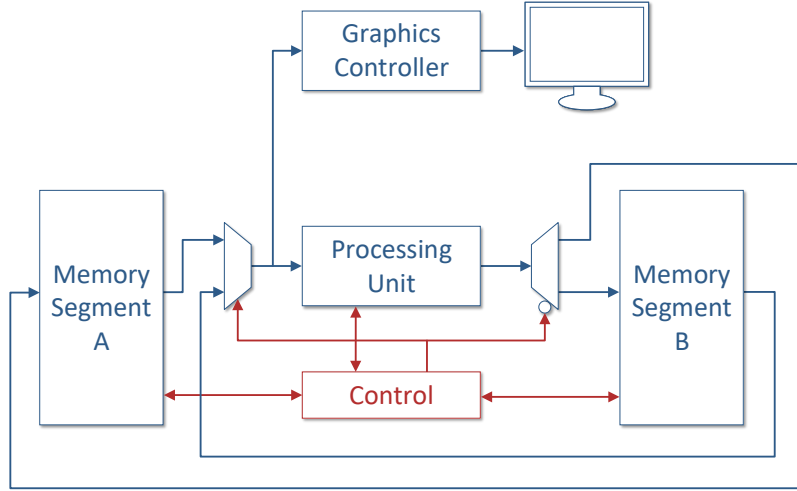 Graphics
Controller
Memory
Segment
A
Processing
Unit
Memory
Segment
B
Control